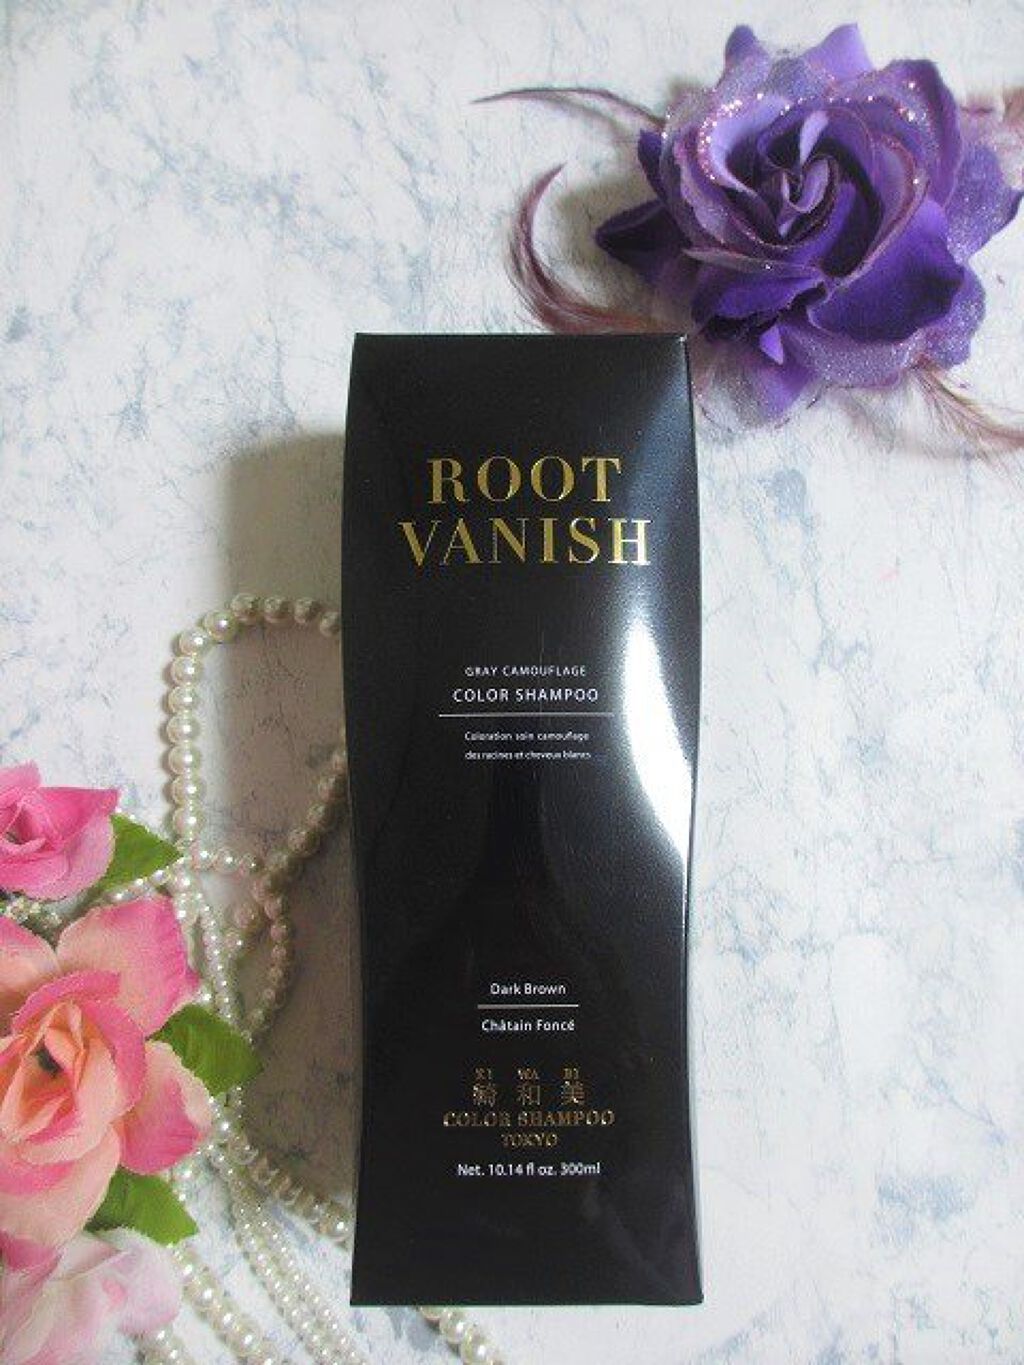 ROOT
VANISH
GRAY CAMOUFLAGE
COLOR SHAMPOO
Coloration soin camouflage
des racines et cheveux blancs
Dark Brown
Châtain Foncé
KI WA BI
綺和美
COLOR SHAMPOO
TOKYO
Net. 10.14 fl oz. 300ml